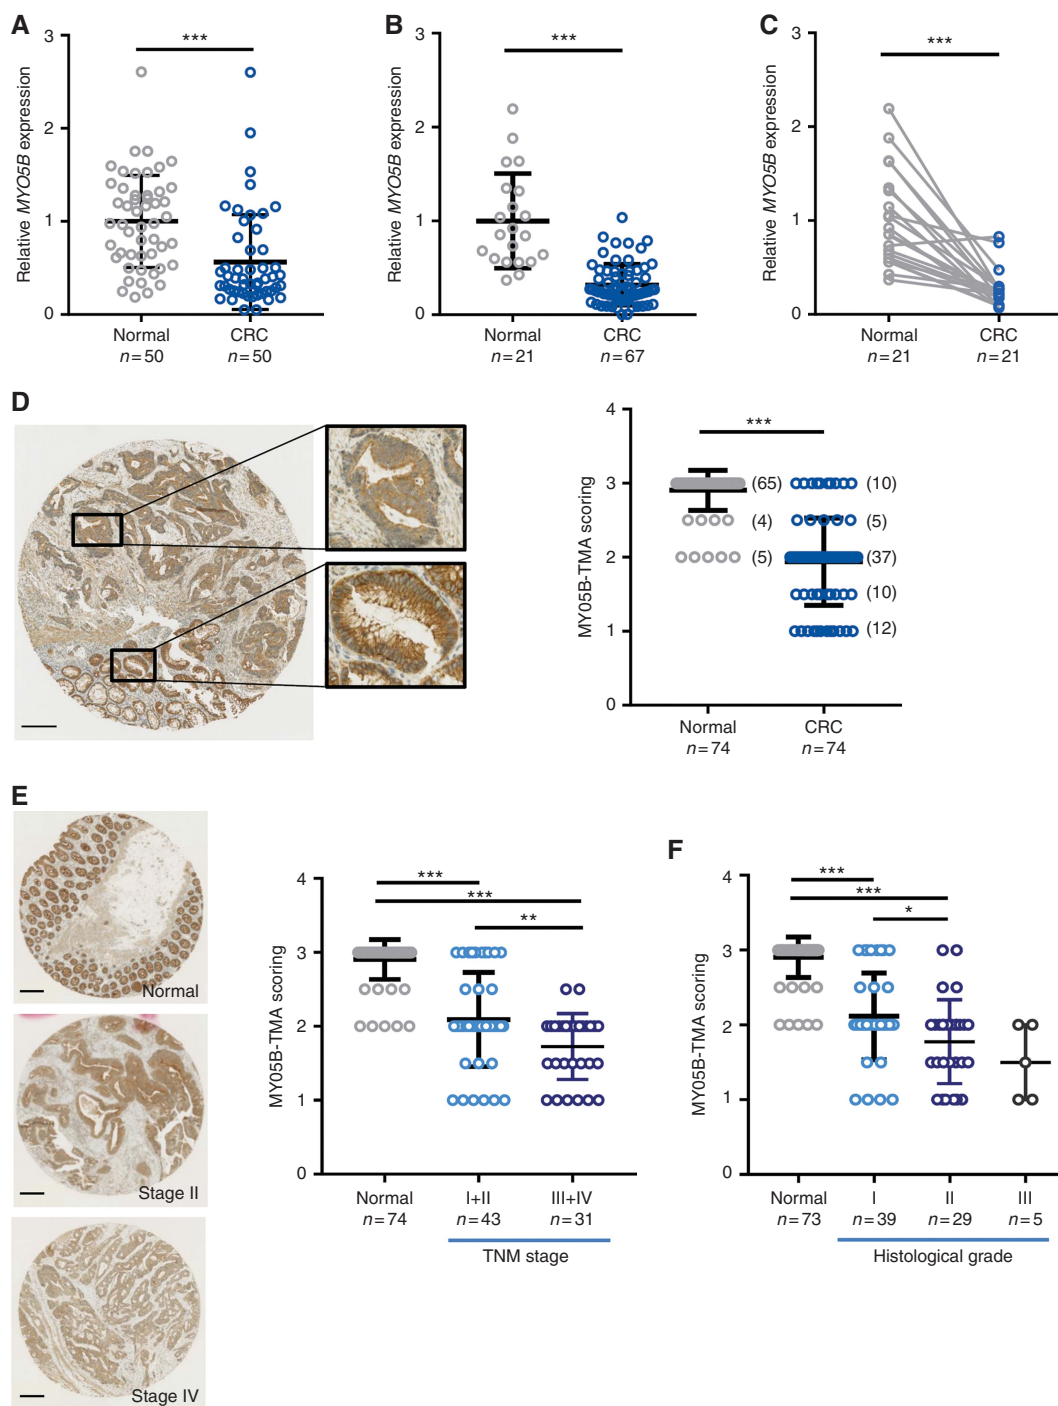 A
Relative MYO5B expression
3
2
1
0
***
Normal
n=50
CRC
n=50
B
Relative MYO5B expression
3
2
1
0
***
Normal
n=21
CRC
n=67
C
Relative MYO5B expression
3
2
1
0
***
Normal
n=21
CRC
n=21
D
MY05B-TMA scoring
4
3
2
1
0
***
(65)
(4)
(5)
(10)
(5)
(37)
(10)
(12)
Normal
n=74
CRC
n=74
E
Normal
Stage II
Stage IV
MY05B-TMA scoring
4
3
2
1
0
***
***
**
Normal
n=74
I+II
n=43
III+IV
n=31
TNM stage
F
MY05B-TMA scoring
4
3
2
1
0
***
***
*
Normal
n=73
I
n=39
II
n=29
III
n=5
Histological grade